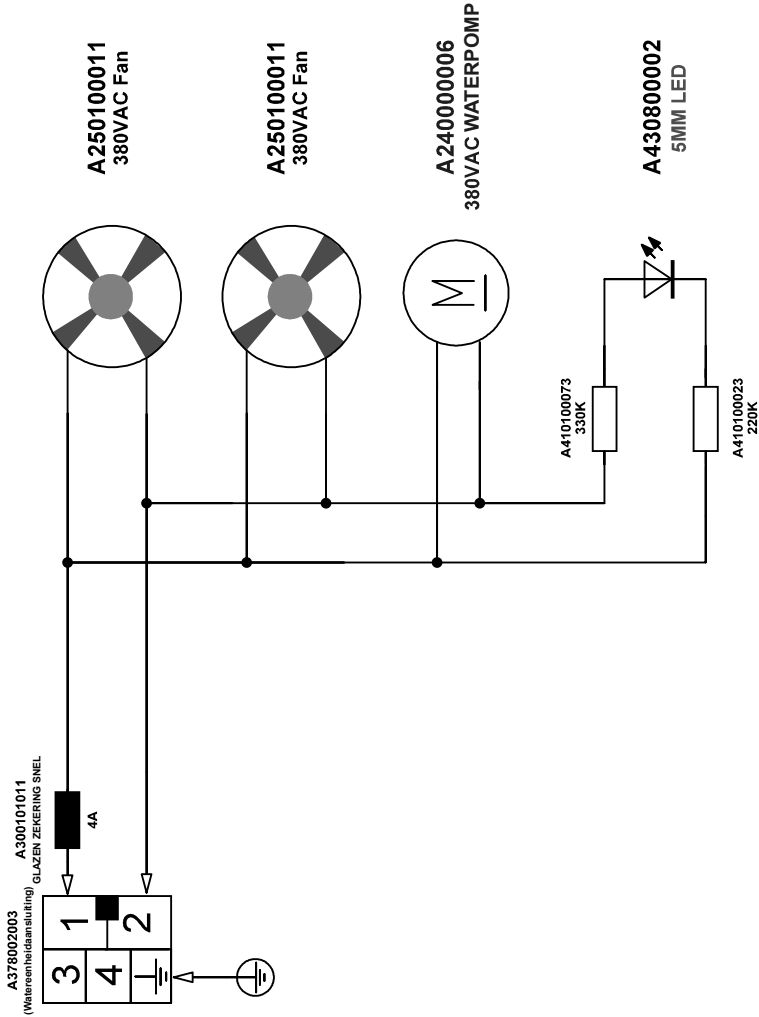 A250100011
380VAC Fan
A250100011
380VAC Fan
A240000006
380VAC WATERPOMP
A430800002
5MM LED
M
A410100073
330K
A410100023
220K
A300101011
GLAZEN ZEKERING SNEL
4A
A378002003
(Watereenheidaansluiting)
1
2
3
4